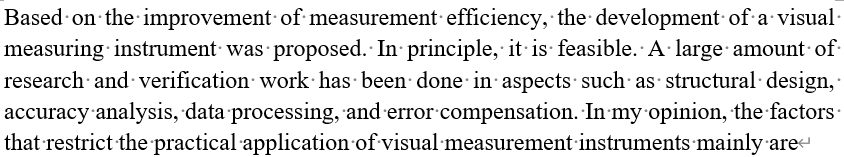 Based on the improvement of measurement efficiency, the development of a visual
measuring instrument was proposed. In principle, it is feasible. A large amount of
research and verification work has been done in aspects such as structural design,
accuracy analysis, data processing, and error compensation. In my opinion, the factors
that restrict the practical application of visual measurement instruments mainly are